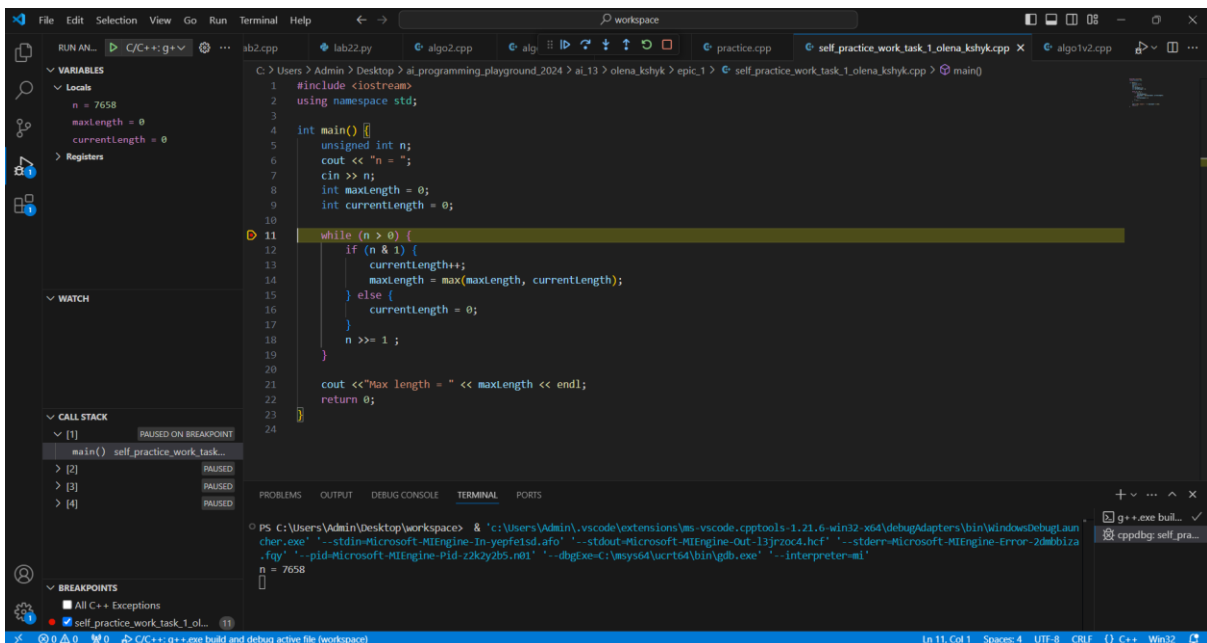 File Edit Selection View Go Run Terminal Help
workspace
RUN AN... C/C++: g++
ab2.cpp lab22.py algo2.cpp alg practice.cpp self_practice_work_task_1_olena_kshyk.cpp algo1v2.cpp
C: > Users > Admin > Desktop > ai_programming_playground_2024 > ai_13 > olena_kshyk > epic_1 > self_practice_work_task_1_olena_kshyk.cpp > main()
VARIABLES
Locals
n = 7658
maxLength = 0
currentLength = 0
Registers
1
1
WATCH
CALL STACK
[1] PAUSED ON BREAKPOINT
main() self_practice_work_task...
[2] PAUSED
[3] PAUSED
[4] PAUSED
BREAKPOINTS
All C++ Exceptions
self_practice_work_task_1_ol... 11
1 #include <iostream>
2 using namespace std;
3
4 int main() {
5 unsigned int n;
6 cout << "n = ";
7 cin >> n;
8 int maxLength = 0;
9 int currentLength = 0;
10
11 while (n > 0) {
12 if (n & 1) {
13 currentLength++;
14 maxLength = max(maxLength, currentLength);
15 } else {
16 currentLength = 0;
17 }
18 n >>= 1 ;
19 }
20
21 cout <<"Max length = " << maxLength << endl;
22 return 0;
23 }
24
PROBLEMS OUTPUT DEBUG CONSOLE TERMINAL PORTS
PS C:\Users\Admin\Desktop\workspace> & 'c:\Users\Admin\.vscode\extensions\ms-vscode.cpptools-1.21.6-win32-x64\debugAdapters\bin\WindowsDebugLaun
cher.exe' '--stdin=Microsoft-MIEngine-In-yepfe1sd.afo' '--stdout=Microsoft-MIEngine-Out-l3jrzoc4.hcf' '--stderr=Microsoft-MIEngine-Error-2dmbbiza
.fqy' '--pid=Microsoft-MIEngine-Pid-z2k2y2b5.n01' '--dbgExe=C:\msys64\ucrt64\bin\gdb.exe' '--interpreter=mi'
n = 7658
g++.exe buil...
cppdbg: self_pra...
0 0 0 C/C++: g++.exe build and debug active file (workspace) Ln 11, Col 1 Spaces: 4 UTF-8 CRLF {} C++ Win32